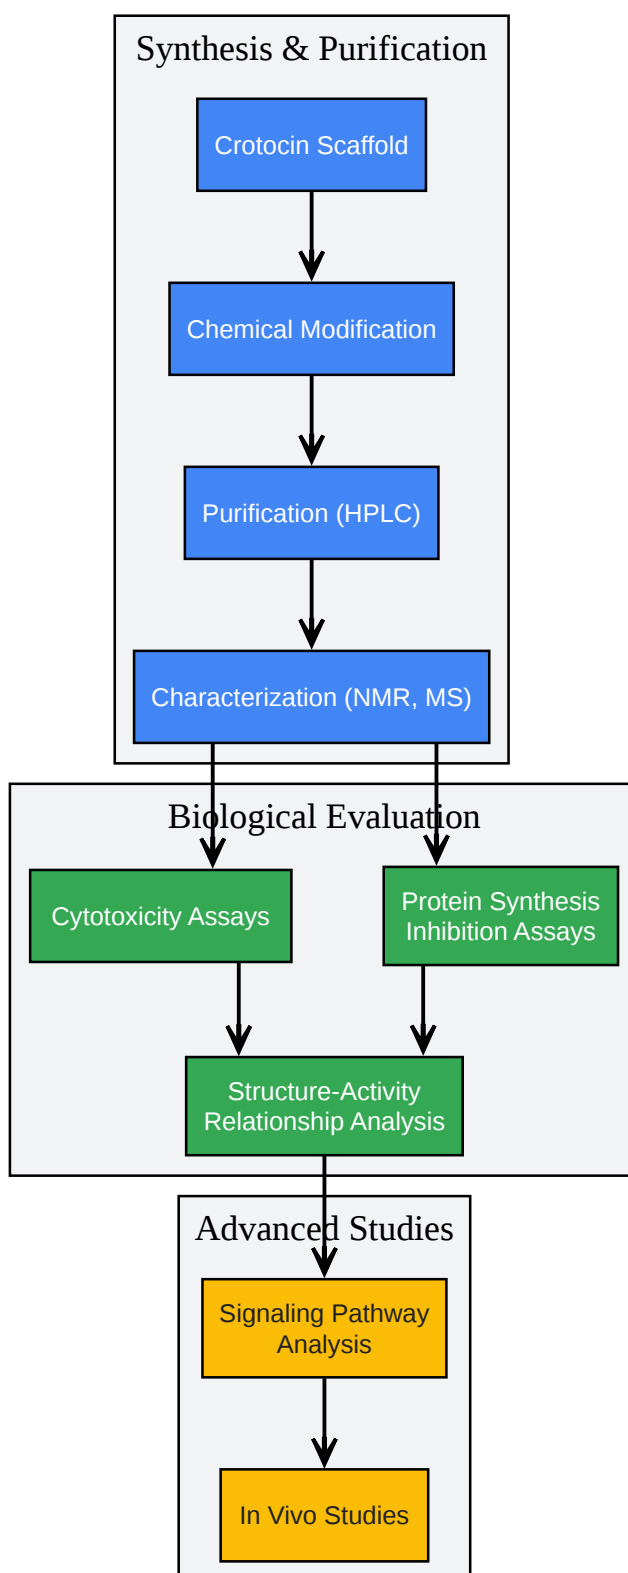 Synthesis & Purification
Crotocin Scaffold
Chemical Modification
Purification (HPLC)
Characterization (NMR, MS)
Biological Evaluation
Cytotoxicity Assays
Protein Synthesis
Inhibition Assays
Structure-Activity
Relationship Analysis
Advanced Studies
Signaling Pathway
Analysis
In Vivo Studies